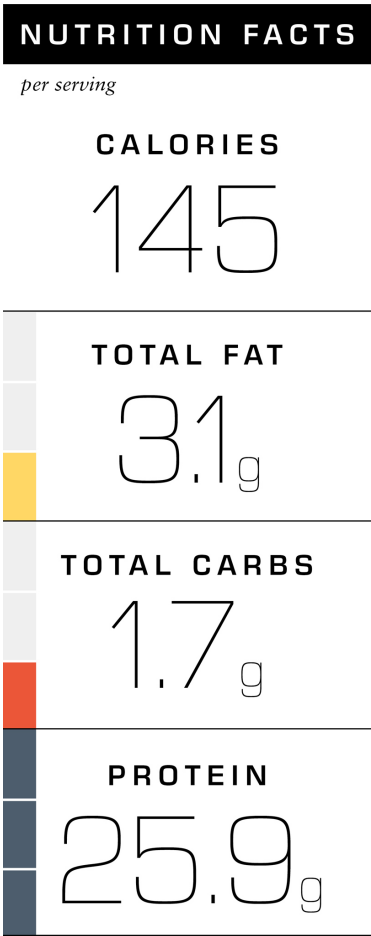 NUTRITION FACTS
per serving
CALORIES
145
TOTAL FAT
3.1g
TOTAL CARBS
1.7g
PROTEIN
25.9g